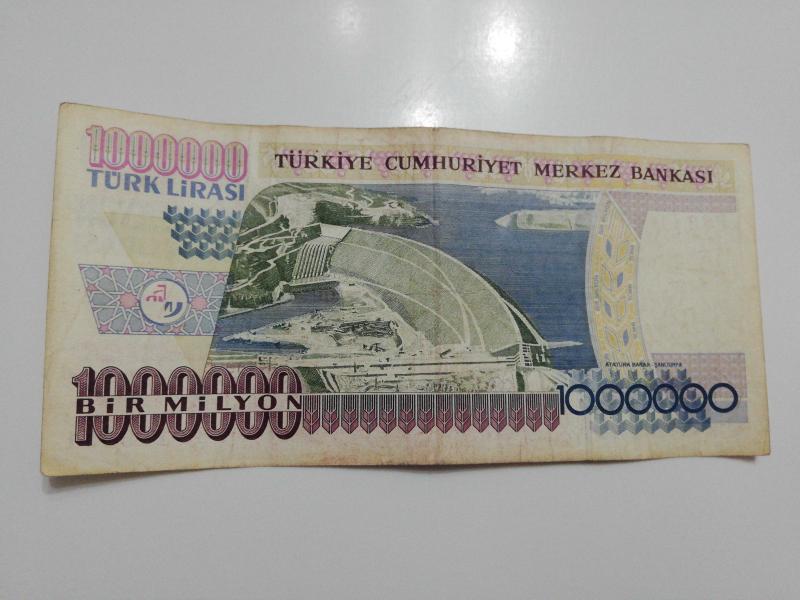 1000000
TÜRK LİRASI
TÜRKİYE CUMHURİYET MERKEZ BANKASI
ATATÜRK BARAJI - ŞANLIURFA
1000000
BİR MİLYON
1000000